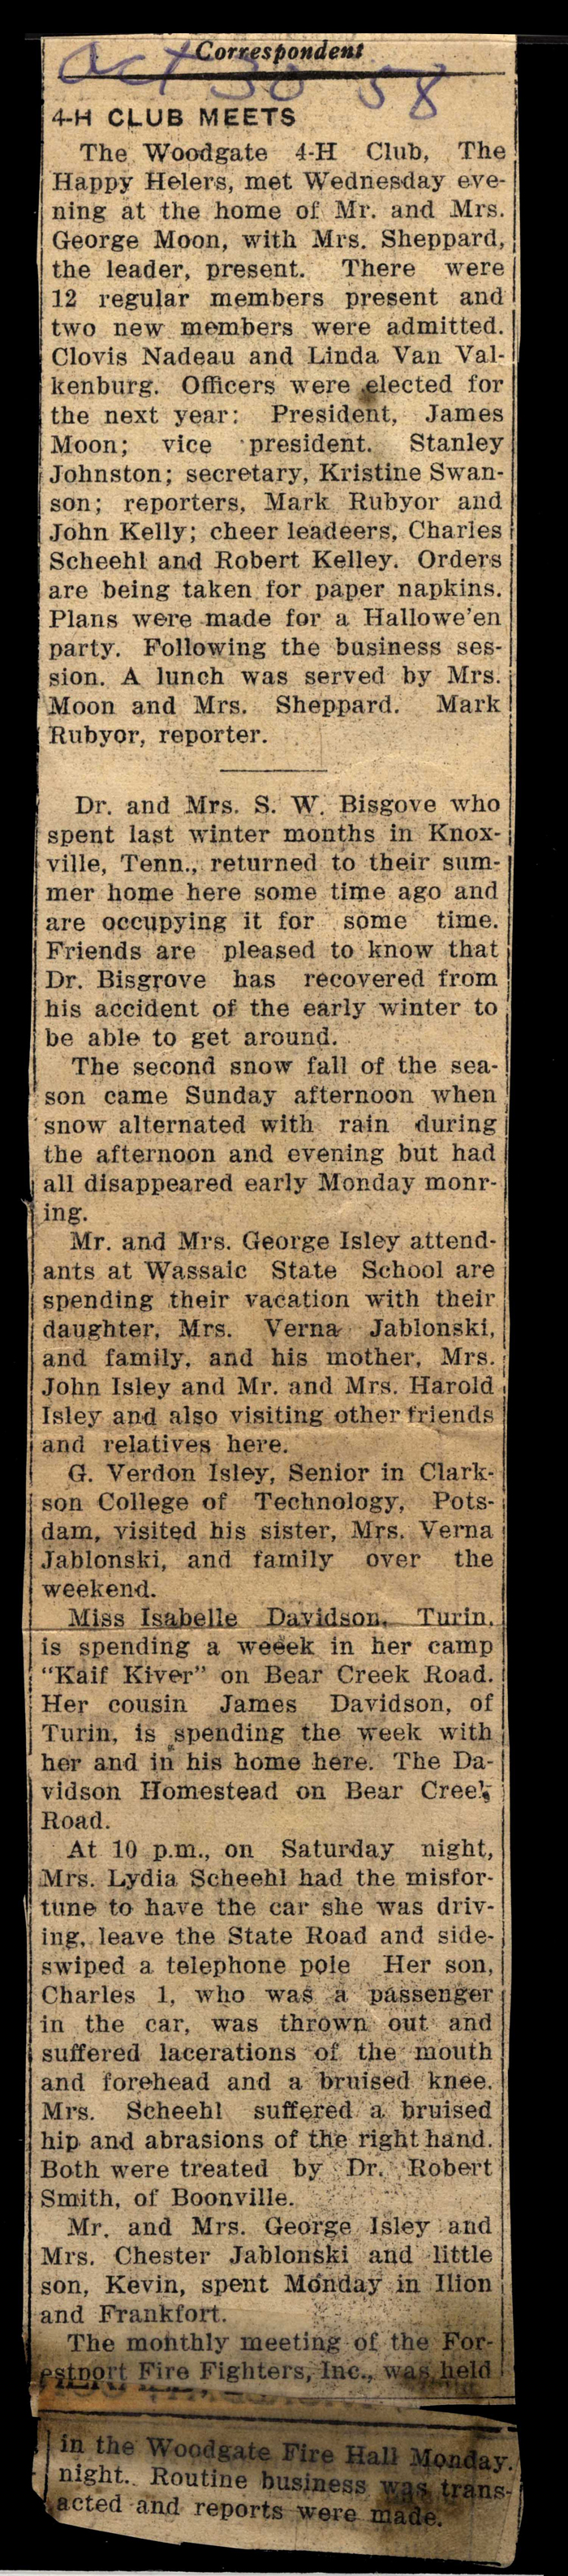 Correspondent
Oct 30 58
4-H CLUB MEETS
The Woodgate 4-H Club, The
Happy Helers, met Wednesday eve-
ning at the home of Mr. and Mrs.
George Moon, with Mrs. Sheppard,
the leader, present. There were
12 regular members present and
two new members were admitted.
Clovis Nadeau and Linda Van Val-
kenburg. Officers were elected for
the next year: President, James
Moon; vice president. Stanley
Johnston; secretary, Kristine Swan-
son; reporters, Mark Rubyor and
John Kelly; cheer leadeers, Charles
Scheehl and Robert Kelley. Orders
are being taken for paper napkins.
Plans were made for a Hallowe'en
party. Following the business ses-
sion. A lunch was served by Mrs.
Moon and Mrs. Sheppard. Mark
Rubyor, reporter.
Dr. and Mrs. S. W. Bisgove who
spent last winter months in Knox-
ville, Tenn., returned to their sum-
mer home here some time ago and
are occupying it for some time.
Friends are pleased to know that
Dr. Bisgrove has recovered from
his accident of the early winter to
be able to get around.
The second snow fall of the sea-
son came Sunday afternoon when
snow alternated with rain during
the afternoon and evening but had
all disappeared early Monday monr-
ing.
Mr. and Mrs. George Isley attend-
ants at Wassaic State School are
spending their vacation with their
daughter, Mrs. Verna Jablonski,
and family, and his mother, Mrs.
John Isley and Mr. and Mrs. Harold
Isley and also visiting other friends
and relatives here.
G. Verdon Isley, Senior in Clark-
son College of Technology, Pots-
dam, visited his sister, Mrs. Verna
Jablonski, and family over the
weekend.
Miss Isabelle Davidson, Turin,
is spending a weeek in her camp
"Kaif Kiver" on Bear Creek Road.
Her cousin James Davidson, of
Turin, is spending the week with
her and in his home here. The Da-
vidson Homestead on Bear Creek
Road.
At 10 p.m., on Saturday night,
Mrs. Lydia Scheehl had the misfor-
tune to have the car she was driv-
ing, leave the State Road and side-
swiped a telephone pole Her son,
Charles 1, who was a passenger
in the car, was thrown out and
suffered lacerations of the mouth
and forehead and a bruised knee.
Mrs. Scheehl suffered a bruised
hip and abrasions of the right hand.
Both were treated by Dr. Robert
Smith, of Boonville.
Mr. and Mrs. George Isley and
Mrs. Chester Jablonski and little
son, Kevin, spent Monday in Ilion
and Frankfort.
The monthly meeting of the For-
estport Fire Fighters, Inc., was held
in the Woodgate Fire Hall Monday.
night. Routine business was trans-
acted and reports were made.